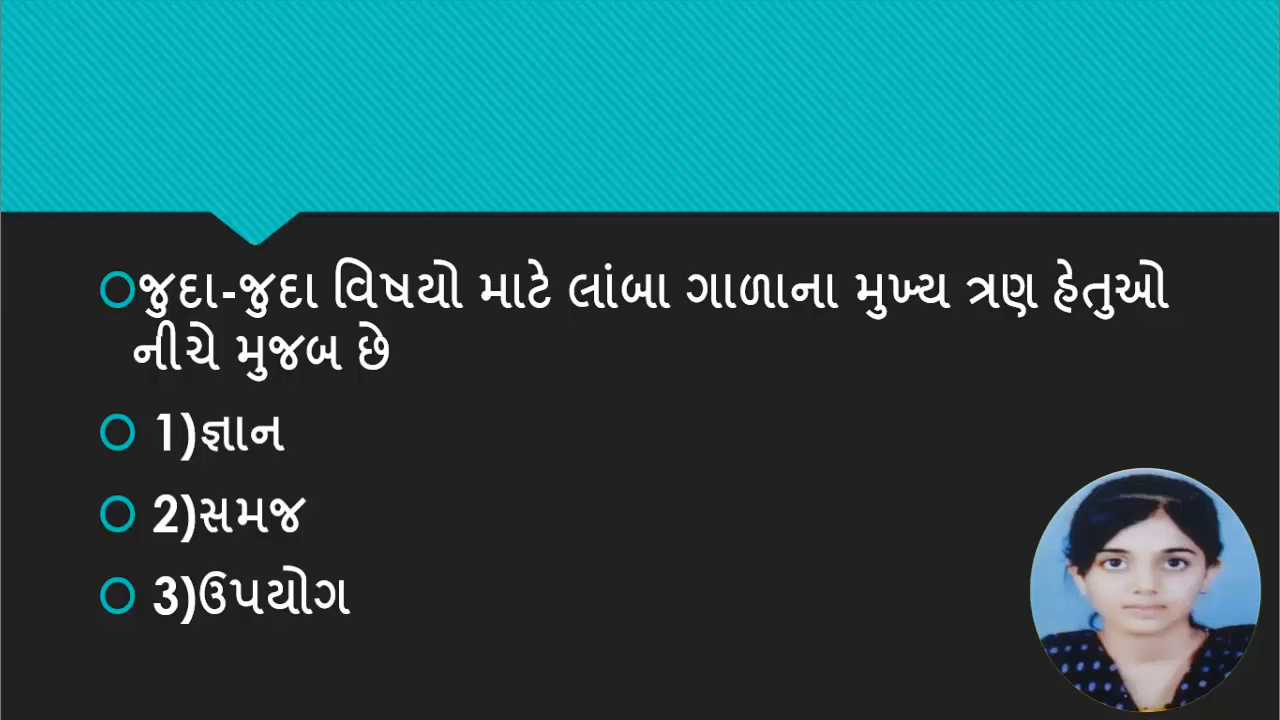 જુદા-જુદા વિષયો માટે લાંબા ગાળાના મુખ્ય ત્રણ હેતુઓ
નીચે મુજબ છે
1)જ્ઞાન
2)સમજ
3)ઉપયોગ